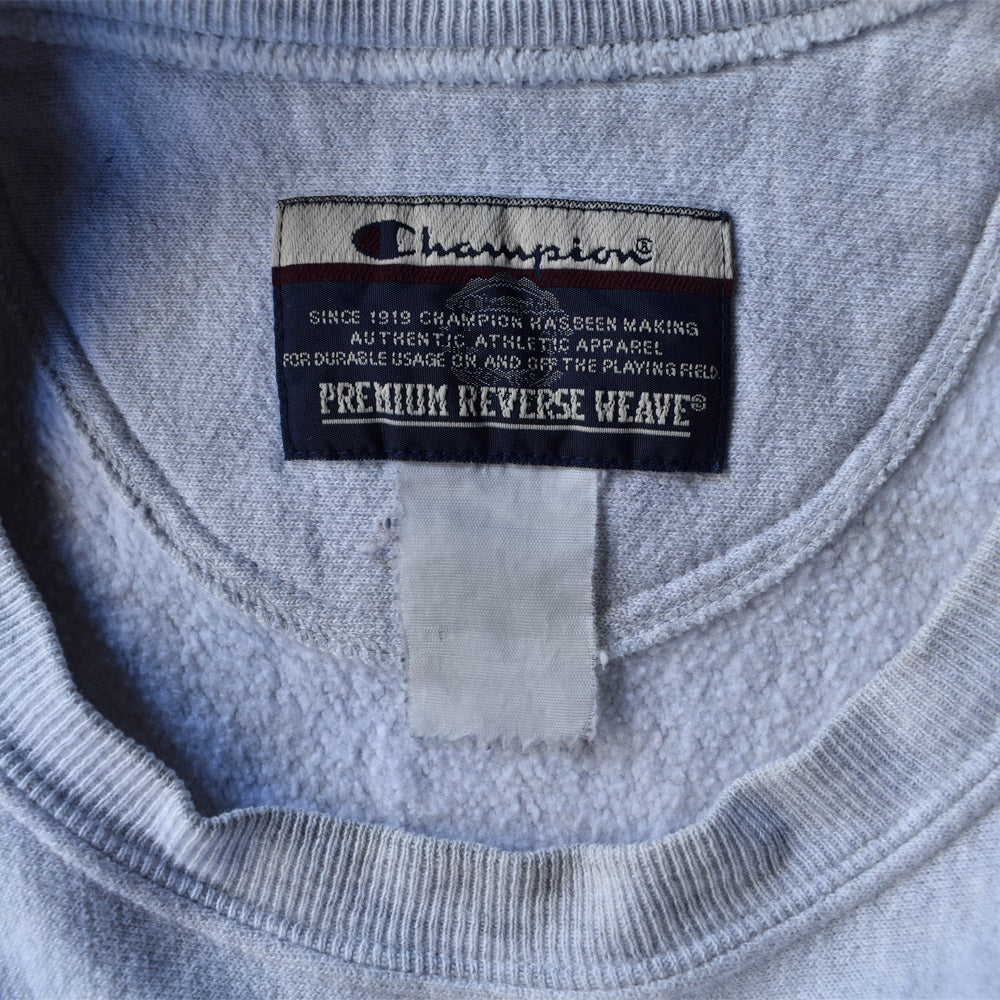 Champion®
SINCE 1919 CHAMPION HAS BEEN MAKING
AUTHENTIC ATHLETIC APPAREL
FOR DURABLE USAGE ON AND OFF THE PLAYING FIELD
PREMIUM REVERSE WEAVE®